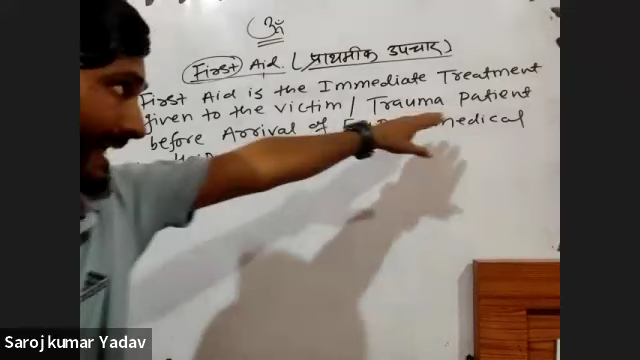 ॐ
First Aid. (प्राथमीक उपचार)
First Aid is the Immediate Treatment
given to the victim / Trauma Patient
before Arrival of medical
Saroj kumar Yadav